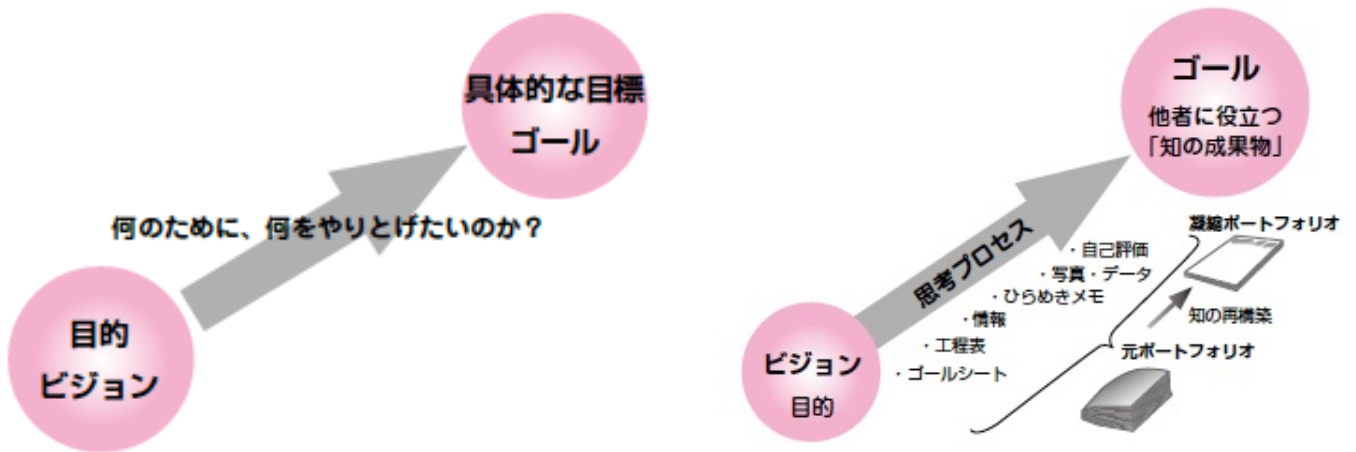 具体的な目標
ゴール
何のために、何をやりとげたいのか？
目的
ビジョン
ゴール
他者に役立つ
「知の成果物」
思考プロセス
・自己評価
・写真・データ
・ひらめきメモ
・情報
・工程表
・ゴールシート
ビジョン
目的
凝縮ポートフォリオ
知の再構築
元ポートフォリオ